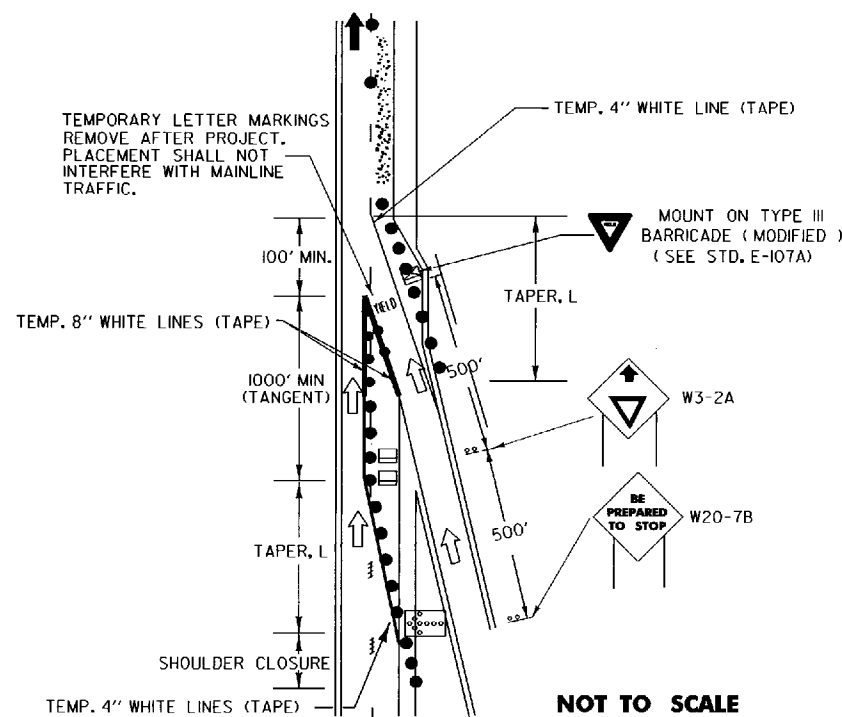 TEMPORARY LETTER MARKINGS
REMOVE AFTER PROJECT.
PLACEMENT SHALL NOT
INTERFERE WITH MAINLINE
TRAFFIC.
TEMP. 4" WHITE LINE (TAPE)
YIELD
MOUNT ON TYPE III
BARRICADE ( MODIFIED )
( SEE STD. E-107A)
100' MIN.
TAPER, L
YIELD
TEMP. 8" WHITE LINES (TAPE)
1000' MIN
(TANGENT)
500'
W3-2A
BE
PREPARED
TO STOP
W20-7B
500'
TAPER, L
SHOULDER CLOSURE
TEMP. 4" WHITE LINES (TAPE)
NOT TO SCALE